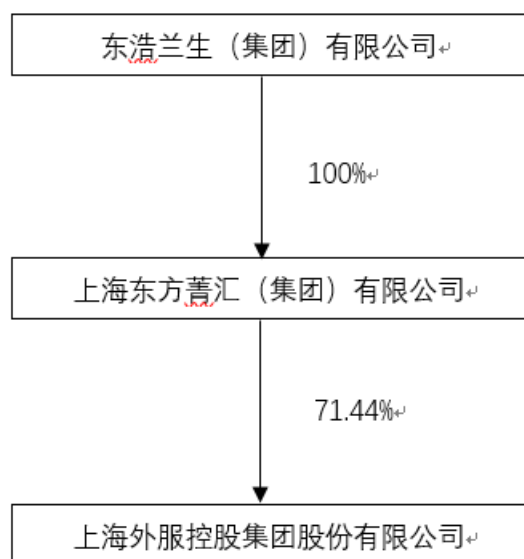 东浩兰生（集团）有限公司
100%
上海东方菁汇（集团）有限公司
71.44%
上海外服控股集团股份有限公司